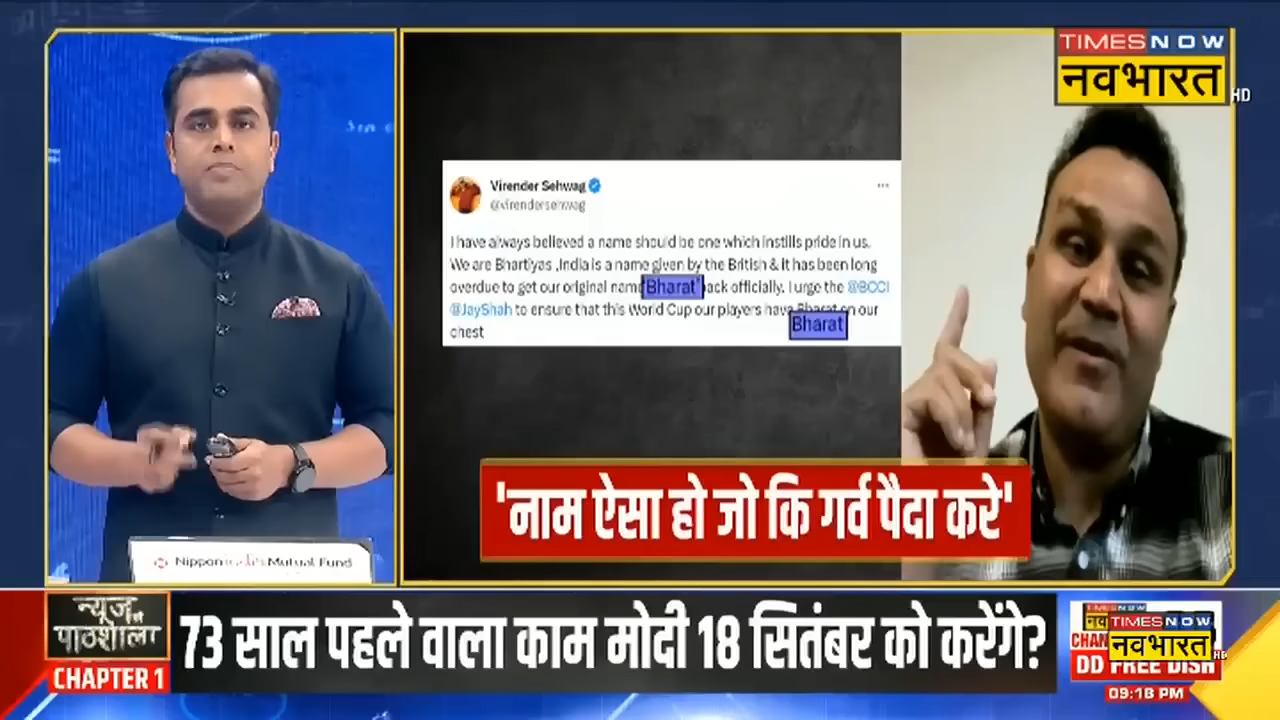 TIMES NOW
नवभारत
HD
Virender Sehwag
@virendersehwag
I have always believed a name should be one which instills pride in us.
We are Bhartiyas ,India is a name given by the British & it has been long
overdue to get our original name 'Bharat' back officially. I urge the @BCCI
@JayShah to ensure that this World Cup our players have Bharat on our
Bharat
chest
'नाम ऐसा हो जो कि गर्व पैदा करे'
Nippon India Mutual Fund
न्यूज़ की
पाठशाला
CHAPTER 1
73 साल पहले वाला काम मोदी 18 सितंबर को करेंगे?
TIMES NOW
नवभारत
DD FREE DISH
09:18 PM